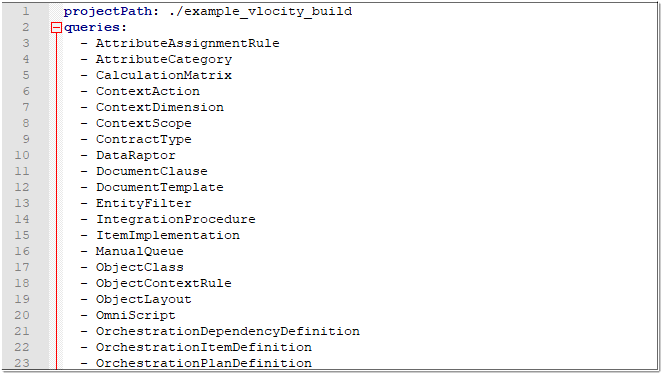 1 projectPath: ./example_vlocity_build
2 queries:
3 - AttributeAssignmentRule
4 - AttributeCategory
5 - CalculationMatrix
6 - ContextAction
7 - ContextDimension
8 - ContextScope
9 - ContractType
10 - DataRaptor
11 - DocumentClause
12 - DocumentTemplate
13 - EntityFilter
14 - IntegrationProcedure
15 - ItemImplementation
16 - ManualQueue
17 - ObjectClass
18 - ObjectContextRule
19 - ObjectLayout
20 - OmniScript
21 - OrchestrationDependencyDefinition
22 - OrchestrationItemDefinition
23 - OrchestrationPlanDefinition